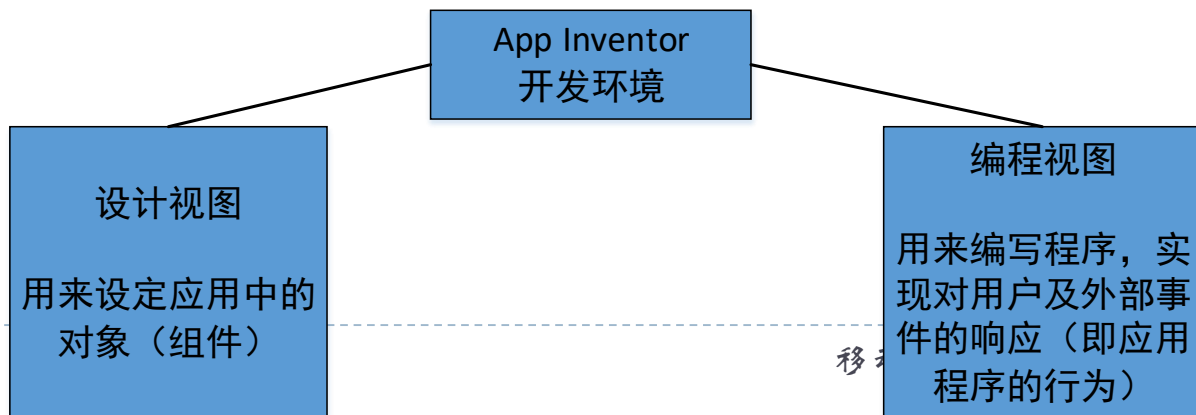 App Inventor
开发环境
设计视图
用来设定应用中的
对象（组件）
编程视图
用来编写程序，实
现对用户及外部事
件的响应（即应用
程序的行为）
移